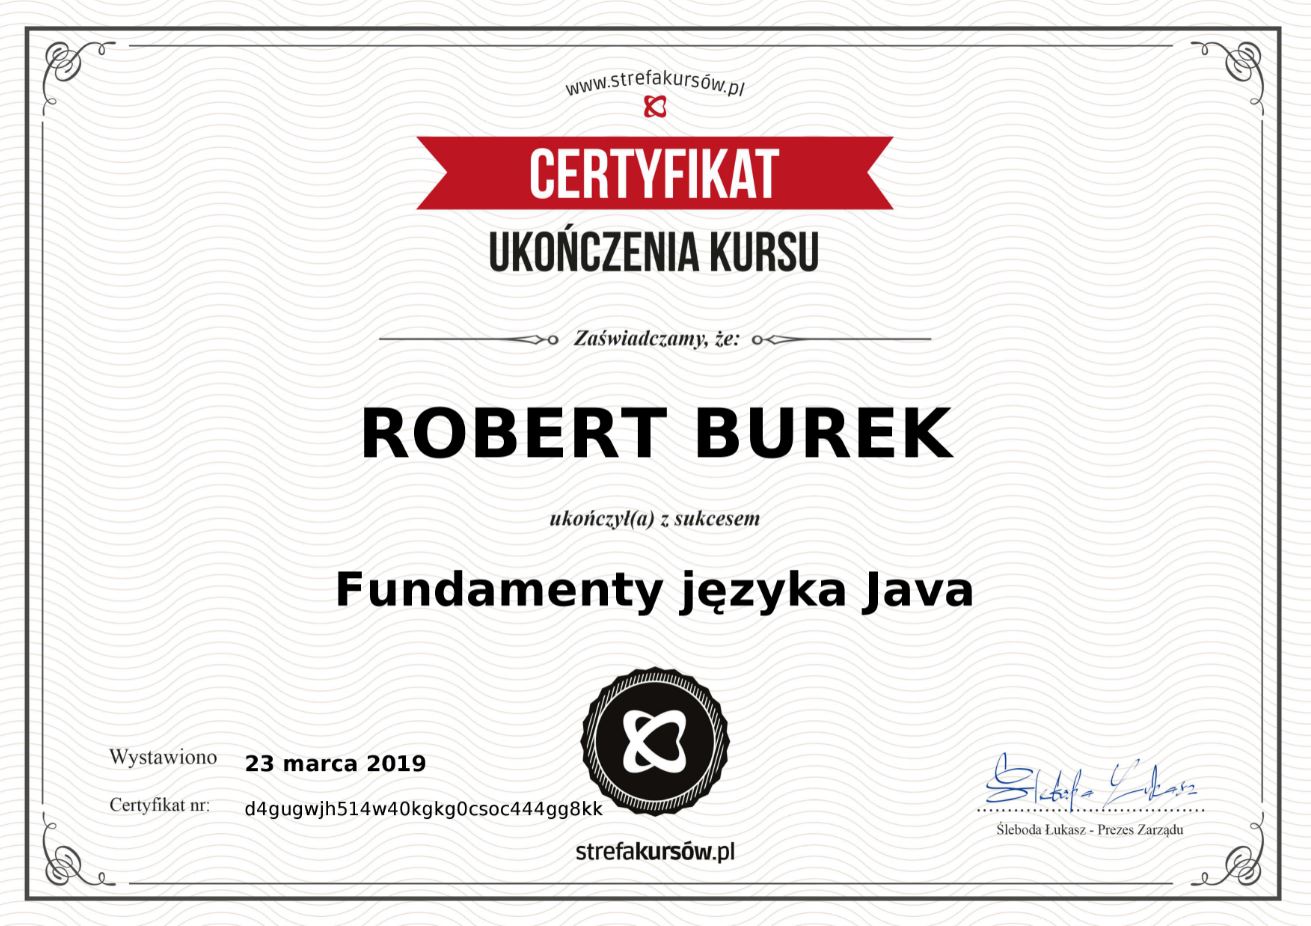 www.strefakursów.pl
CERTYFIKAT
UKOŃCZENIA KURSU
Zaświadczamy, że:
ROBERT BUREK
ukończył(a) z sukcesem
Fundamenty języka Java
Wystawiono 23 marca 2019
Certyfikat nr: d4gugwjh514w40kgkg0csoc444gg8kk
Śleboda Łukasz
Śleboda Łukasz - Prezes Zarządu
strefakursów.pl